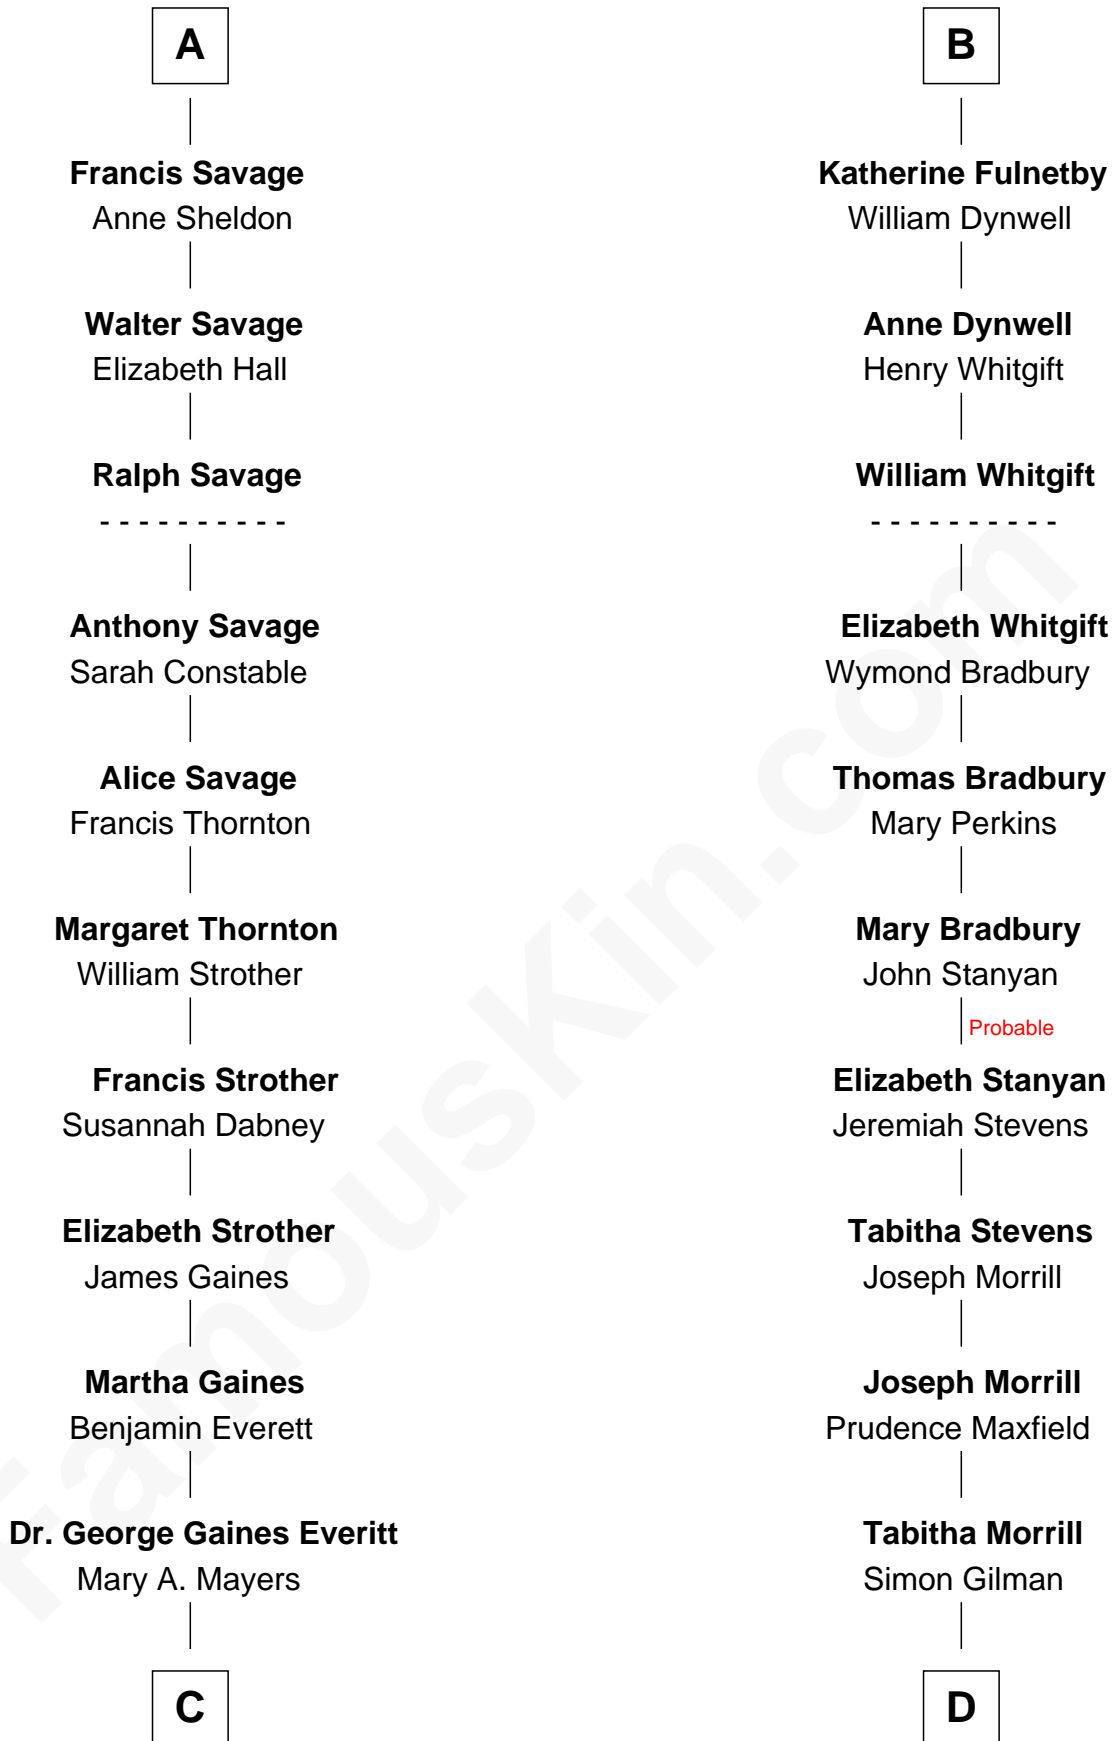 A
Francis Savage
Anne Sheldon
Walter Savage
Elizabeth Hall
Ralph Savage
- - - - - - - - - -
Anthony Savage
Sarah Constable
Alice Savage
Francis Thornton
Margaret Thornton
William Strother
Francis Strother
Susannah Dabney
Elizabeth Strother
James Gaines
Martha Gaines
Benjamin Everett
Dr. George Gaines Everitt
Mary A. Mayers
C
B
Katherine Fulnetby
William Dynwell
Anne Dynwell
Henry Whitgift
William Whitgift
- - - - - - - - - -
Elizabeth Whitgift
Wymond Bradbury
Thomas Bradbury
Mary Perkins
Mary Bradbury
John Stanyan
Probable
Elizabeth Stanyan
Jeremiah Stevens
Tabitha Stevens
Joseph Morrill
Joseph Morrill
Prudence Maxfield
Tabitha Morrill
Simon Gilman
D
FamousKin.com